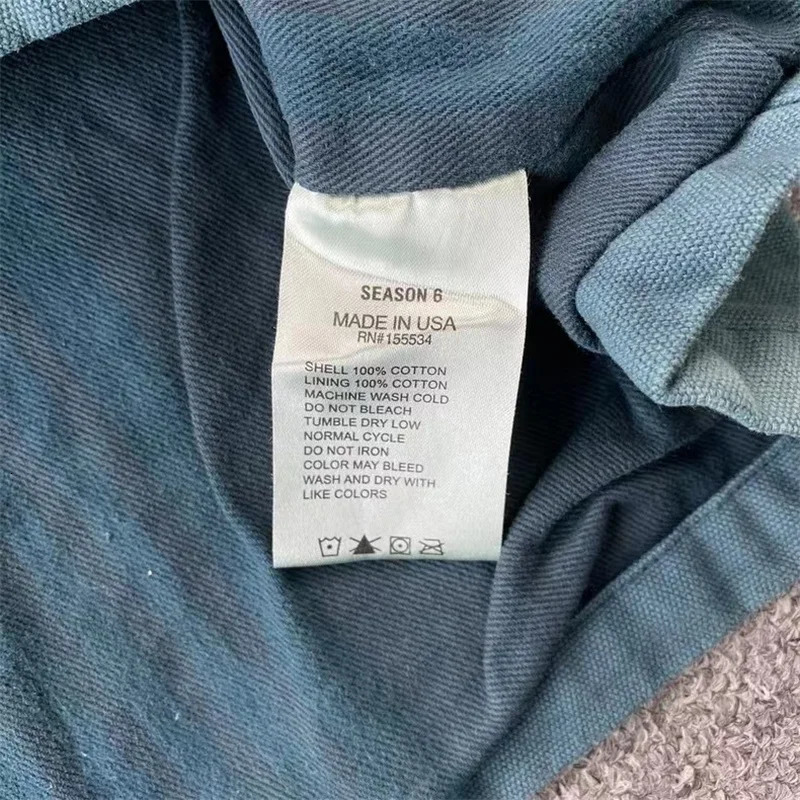 SEASON 6
MADE IN USA
RN#155534
SHELL 100% COTTON
LINING 100% COTTON
MACHINE WASH COLD
DO NOT BLEACH
TUMBLE DRY LOW
NORMAL CYCLE
DO NOT IRON
COLOR MAY BLEED
WASH AND DRY WITH
LIKE COLORS